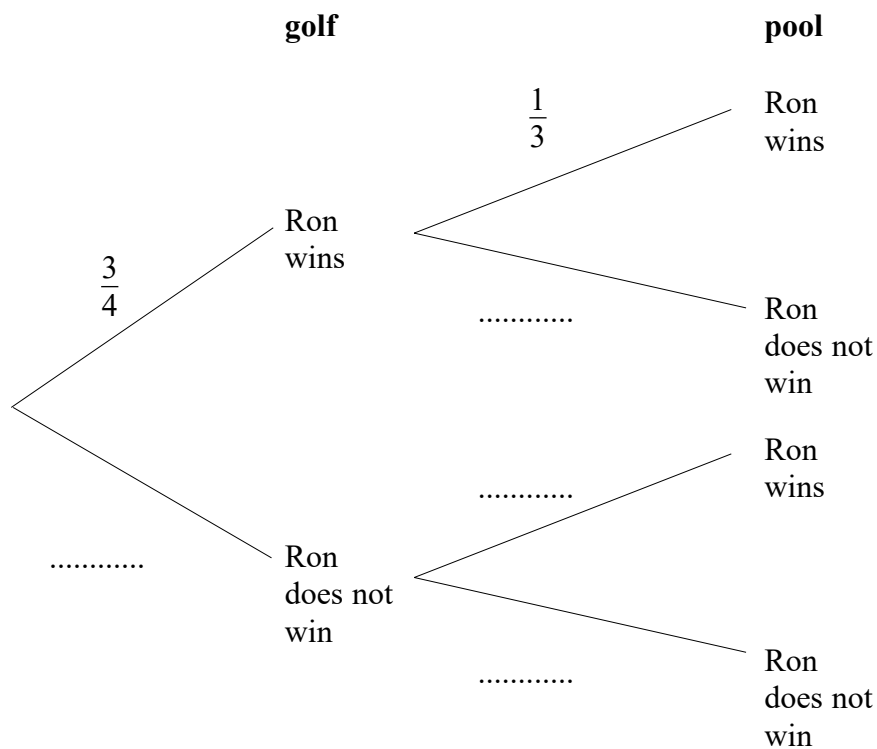 golf
pool
1
3
Ron
wins
3
4
Ron
wins
............
Ron
does not
win
............
Ron
wins
............
Ron
does not
win
............
Ron
does not
win